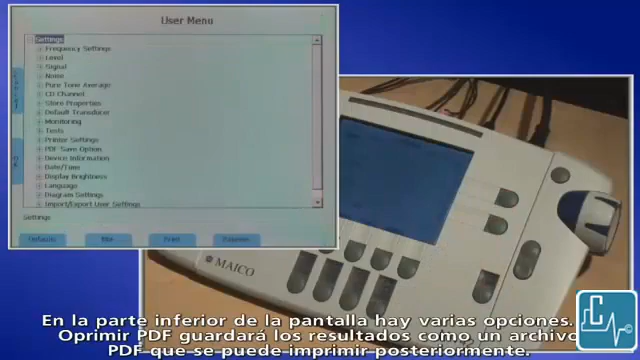 User Menu
Settings
Frequency Settings
Level
Signal
Noise
Pure Tone Average
CD Channel
Store Properties
Default Transducer
Monitoring
Tests
Printer Settings
PDF Save Option
Device Information
Date/Time
Display Brightness
Language
Diagram Settings
Import/Export User Settings
Settings
Defaults
Print
MAICO
En la parte inferior de la pantalla hay varias opciones.
Oprimir PDF guardará los resultados como un archivo
PDF que se puede imprimir posteriormente.